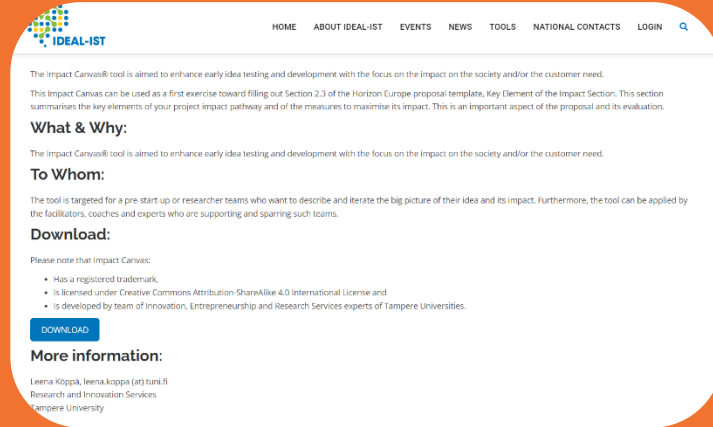 IDEAL-IST
HOME ABOUT IDEAL-IST EVENTS NEWS TOOLS NATIONAL CONTACTS LOGIN
The Impact Canvas® tool is aimed to enhance early idea testing and development with the focus on the impact on the society and/or the customer need.
This Impact Canvas can be used as a first exercise toward filling out Section 2.3 of the Horizon Europe proposal template, Key Element of the Impact Section. This section
summarises the key elements of your project impact pathway and of the measures to maximise its impact. This is an important aspect of the proposal and its evaluation.
What & Why:
The Impact Canvas® tool is aimed to enhance early idea testing and development with the focus on the impact on the society and/or the customer need.
To Whom:
The tool is targeted for a pre-start-up or researcher teams who want to describe and iterate the big picture of their idea and its impact. Furthermore, the tool can be applied by
the facilitators, coaches and experts who are supporting and sparring such teams.
Download:
Please note that Impact Canvas:
• Has a registered trademark,
• Is licensed under Creative Commons Attribution-ShareAlike 4.0 International License and
• Is developed by team of Innovation, Entrepreneurship and Research Services experts of Tampere Universities.
DOWNLOAD
More information:
Leena Köppä, leena.koppa (at) tuni.fi
Research and Innovation Services
Tampere University